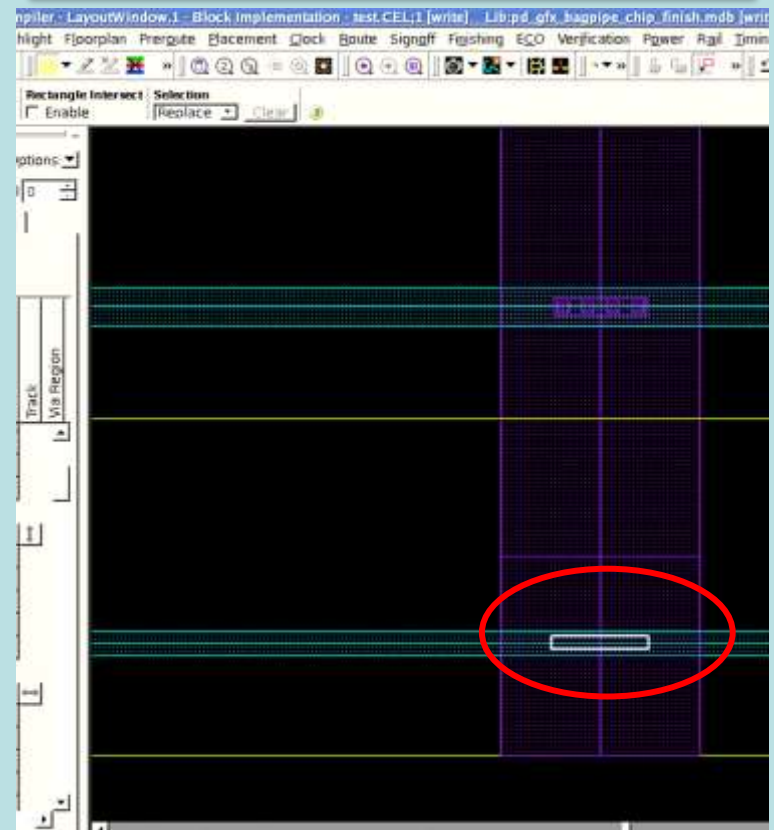 mpiler - LayoutWindow.1 - Block Implementation - test.CEL;1 [write] Lib:pd_gfx_bagpipe_chip_finish.mdb [writ
hlight Floorplan Preroute Placement Clock Route Signoff Finishing ECO Verification Power Rail Timin
Rectangle Intersect Selection
Enable Replace Clear
ptions
0
Track
Via Region